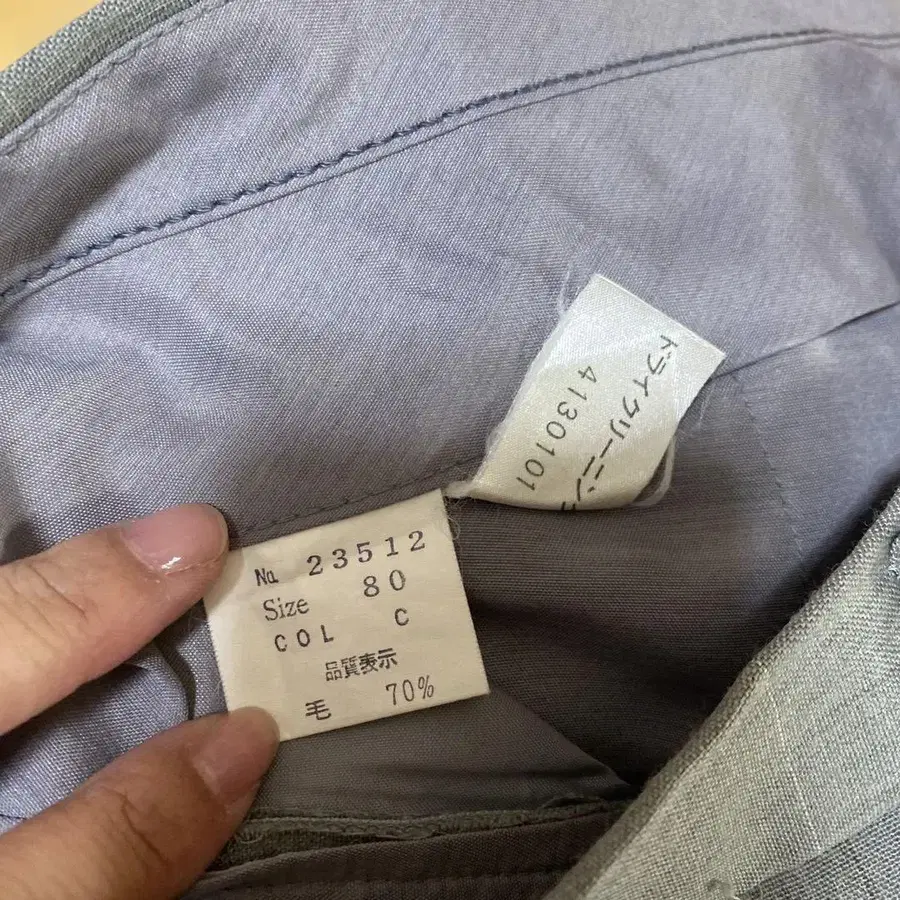 ドライクリーニン
4130101
№ 23512
Size 80
COL C
品質表示
毛 70%